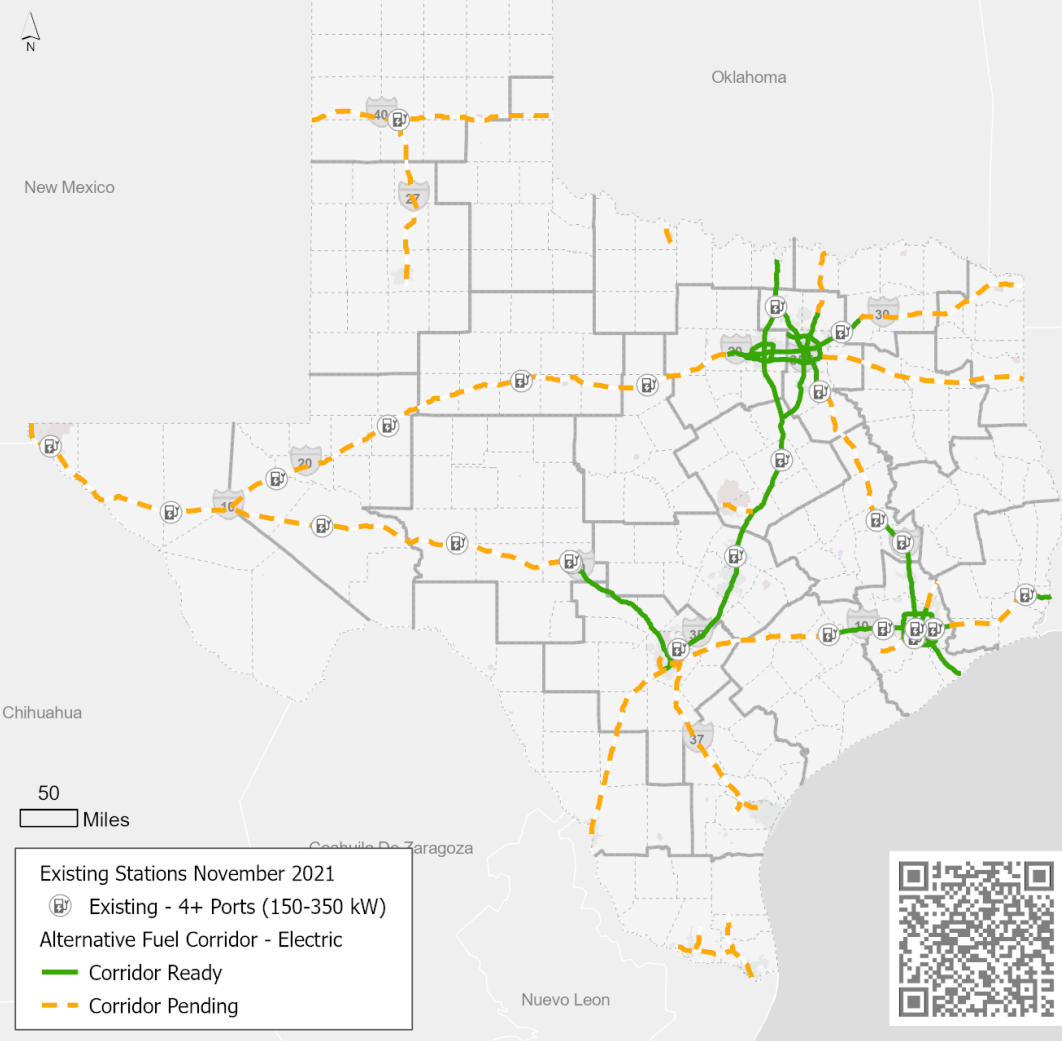 N
Oklahoma
40
New Mexico
27
30
20
20
10
10
35
37
Chihuahua
50
Miles
Coahuila De Zaragoza
Existing Stations November 2021
Existing - 4+ Ports (150-350 kW)
Alternative Fuel Corridor - Electric
Corridor Ready
Corridor Pending
Nuevo Leon